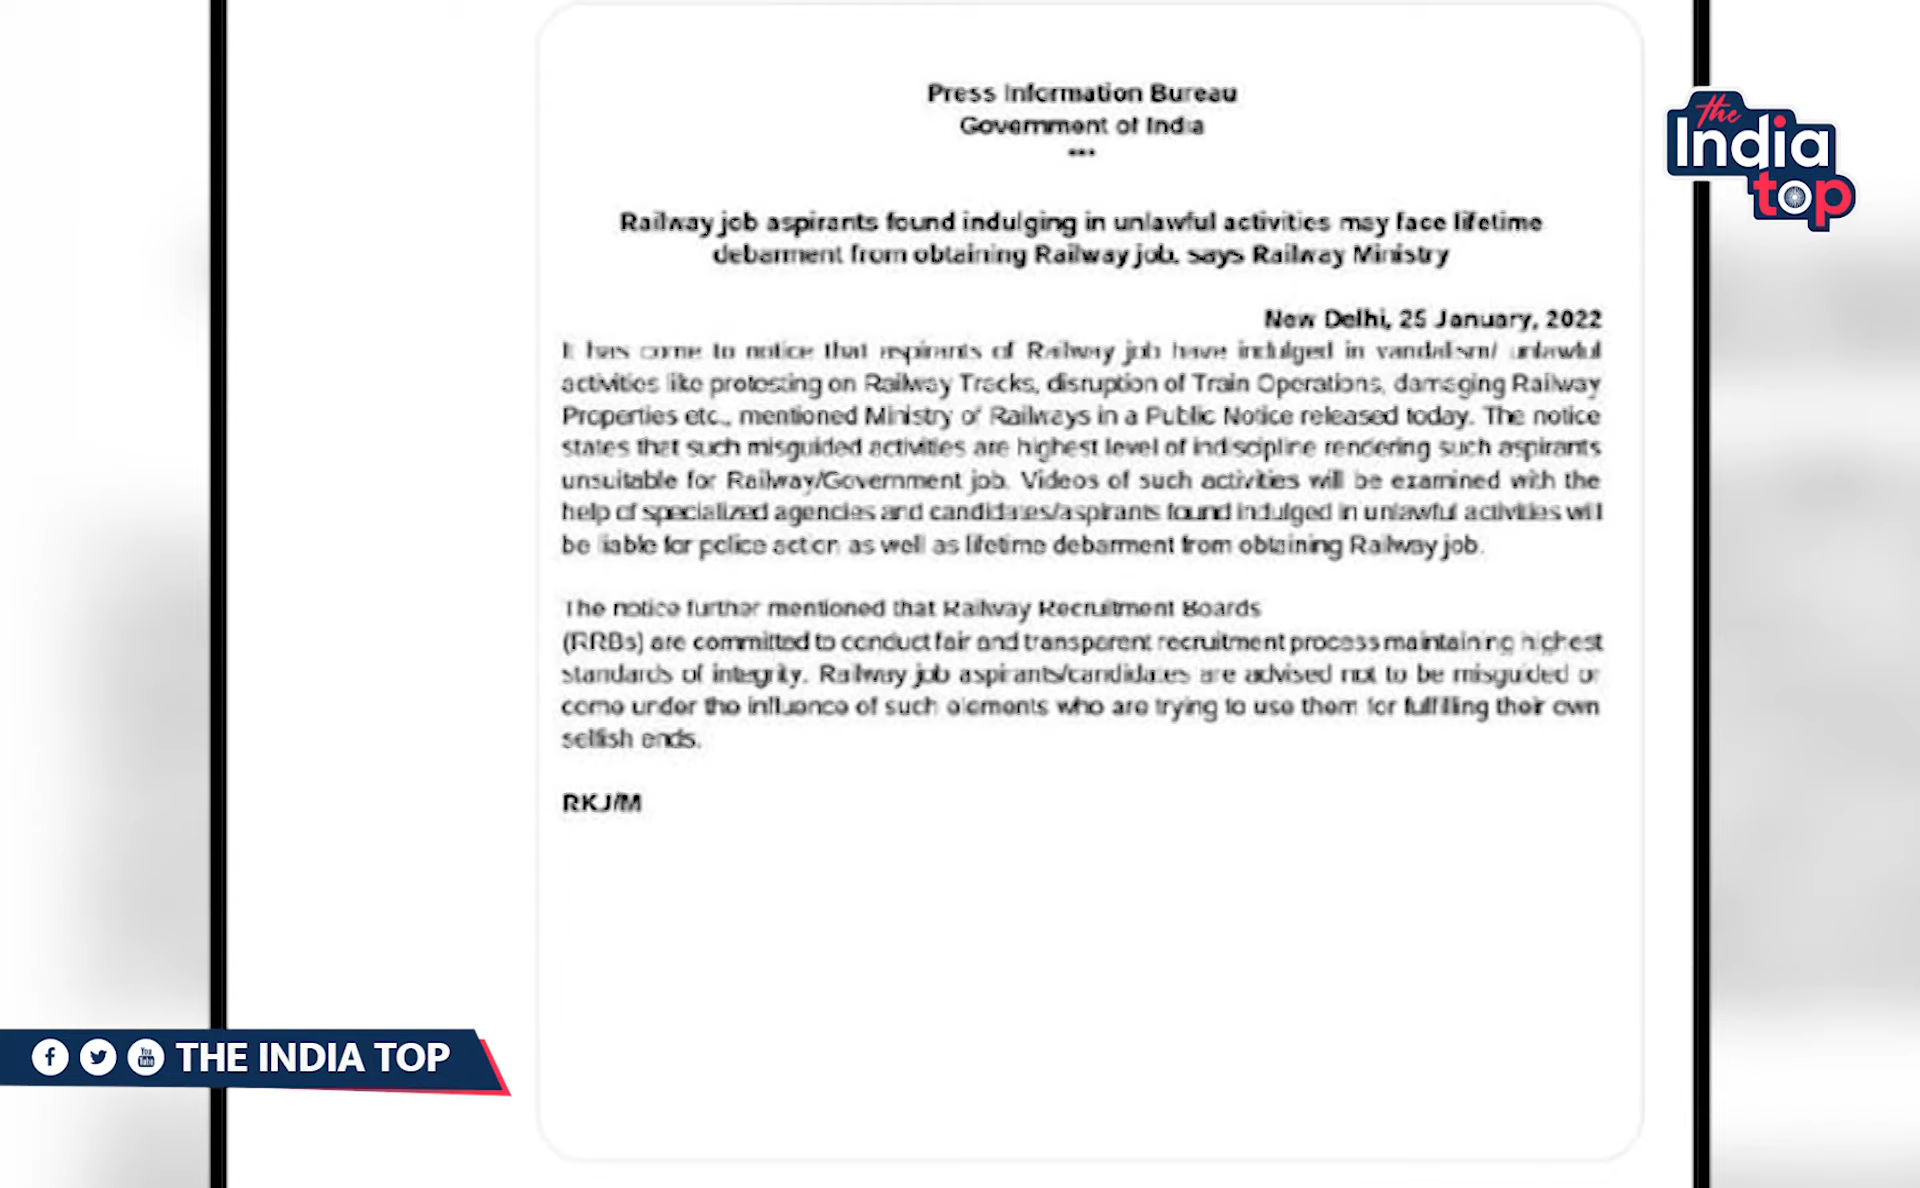 Press Information Bureau
Government of India
***
Railway job aspirants found indulging in unlawful activities may face lifetime
debarment from obtaining Railway job, says Railway Ministry
New Delhi, 25 January, 2022
It has come to notice that aspirants of Railway job have indulged in vandalism/ unlawful
activities like protesting on Railway Tracks, disruption of Train Operations, damaging Railway
Properties etc., mentioned Ministry of Railways in a Public Notice released today. The notice
states that such misguided activities are highest level of indiscipline rendering such aspirants
unsuitable for Railway/Government job. Videos of such activities will be examined with the
help of specialized agencies and candidates/aspirants found indulged in unlawful activities will
be liable for police action as well as lifetime debarment from obtaining Railway job.
The notice further mentioned that Railway Recruitment Boards
(RRBs) are committed to conduct fair and transparent recruitment process maintaining highest
standards of integrity. Railway job aspirants/candidates are advised not to be misguided or
come under the influence of such elements who are trying to use them for fulfilling their own
selfish ends.
RKJ/M
the
India
top
f You Tube THE INDIA TOP